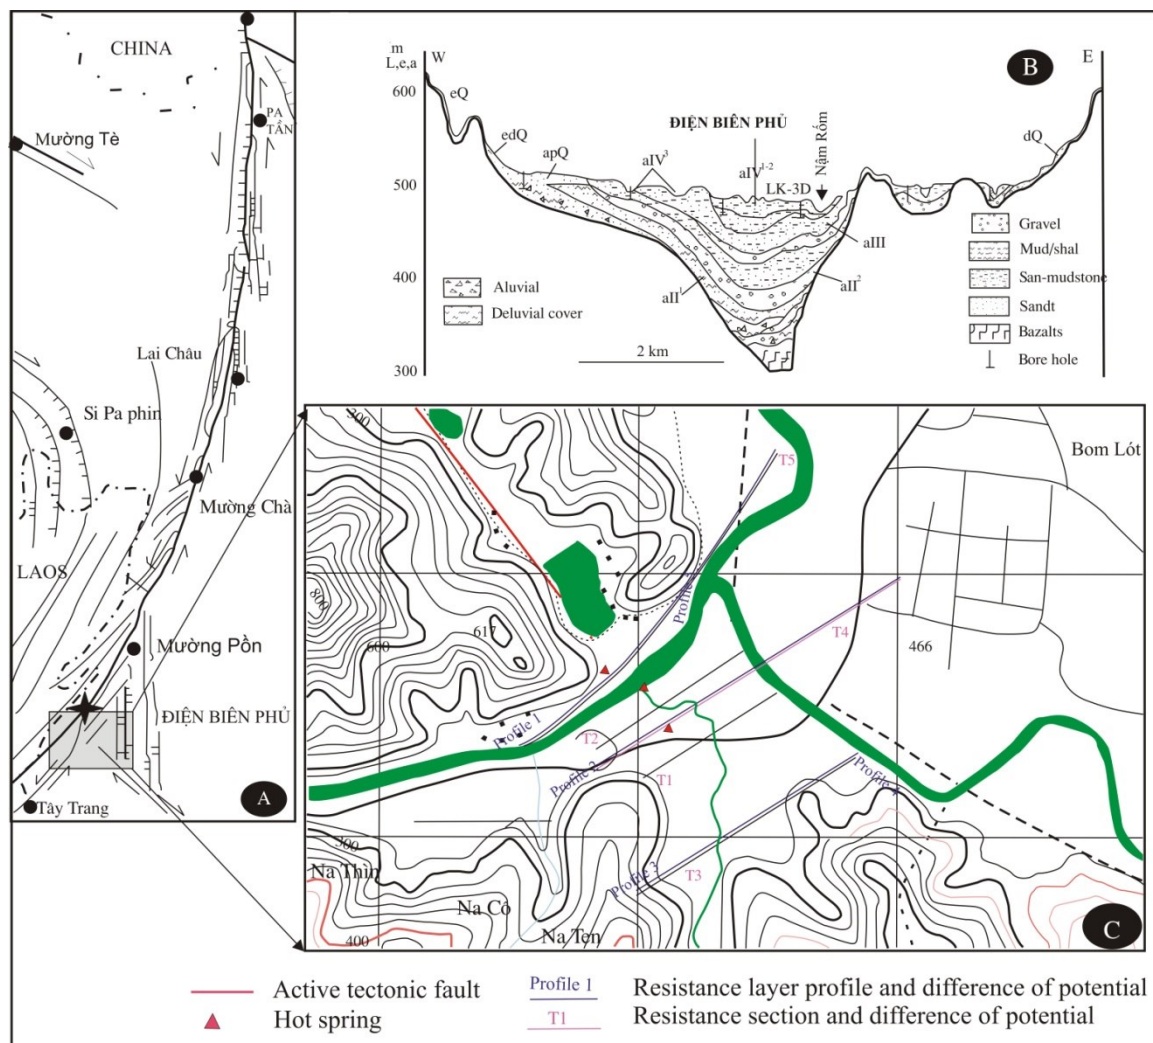 CHINA
PA
TẦN
Mường Tè
Lai Châu
Si Pa phin
Mường Chà
LAOS
Mường Pồn
ĐIỆN BIÊN PHỦ
Tây Trang
A
m
L,e,a
W
E
B
600
500
400
300
eQ
edQ
apQ
aIV³
ĐIỆN BIÊN PHỦ
aIV¹⁻²
LK-3D
Nậm Rốm
dQ
aIII
aII¹
aII²
2 km
Aluvial
Deluvial cover
Gravel
Mud/shal
San-mudstone
Sandt
Bazalts
Bore hole
300
T5
Bom Lót
800
617
600
Profile 1
T4
466
Profile 1
T2
Profile 2
T1
Profile 3
T3
300
Na Thìn
Na Cô
Na Ten
400
C
Active tectonic fault
Hot spring
Profile 1
Resistance layer profile and difference of potential
T1
Resistance section and difference of potential